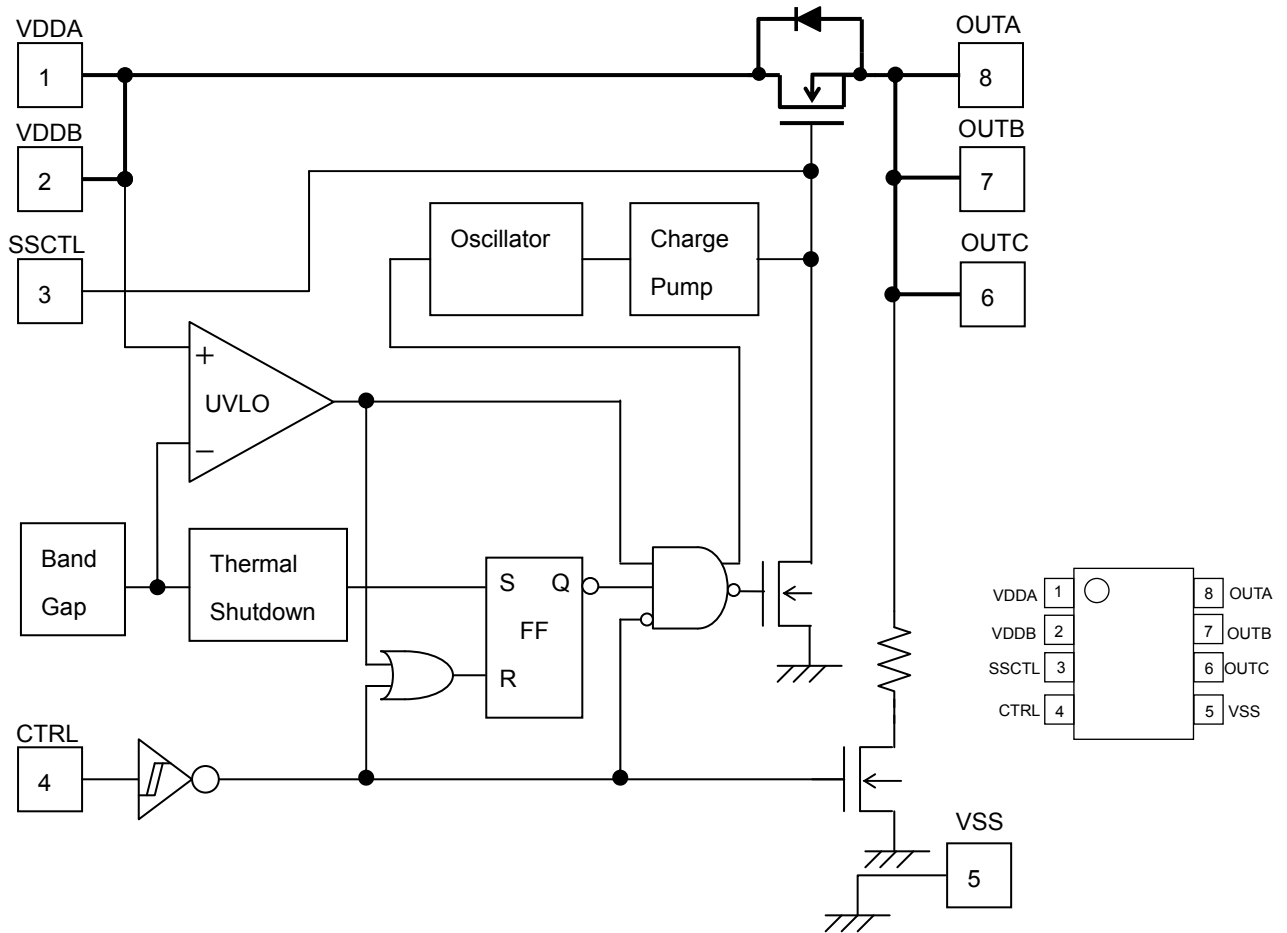 VDDA
1
OUTA
8
VDDB
2
OUTB
7
SSCTL
3
Oscillator
Charge
Pump
OUTC
6
+
UVLO
−
Band
Gap
Thermal
Shutdown
S Q
FF
R
CTRL
4
VSS
5
VDDA 1 8 OUTA
VDDB 2 7 OUTB
SSCTL 3 6 OUTC
CTRL 4 5 VSS